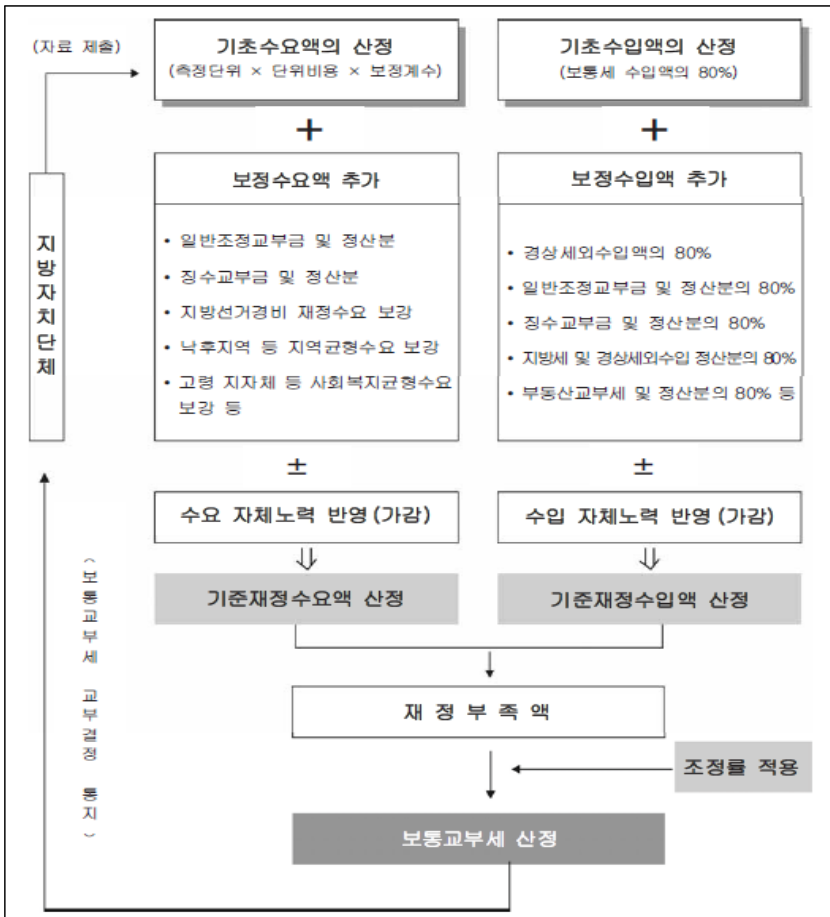 (자료 제출)
기초수요액의 산정
(측정단위 × 단위비용 × 보정계수)
기초수입액의 산정
(보통세 수입액의 80%)
+
+
지방자치단체
보정수요액 추가
• 일반조정교부금 및 정산분
• 징수교부금 및 정산분
• 지방선거경비 재정수요 보강
• 낙후지역 등 지역균형수요 보강
• 고령 지자체 등 사회복지균형수요
보강 등
보정수입액 추가
• 경상세외수입액의 80%
• 일반조정교부금 및 정산분의 80%
• 징수교부금 및 정산분의 80%
• 지방세 및 경상세외수입 정산분의 80%
• 부동산교부세 및 정산분의 80% 등
±
±
수요 자체노력 반영(가감)
수입 자체노력 반영(가감)
기준재정수요액 산정
기준재정수입액 산정
(보통교부세 교부결정 통지)
재 정 부 족 액
조정률 적용
보통교부세 산정